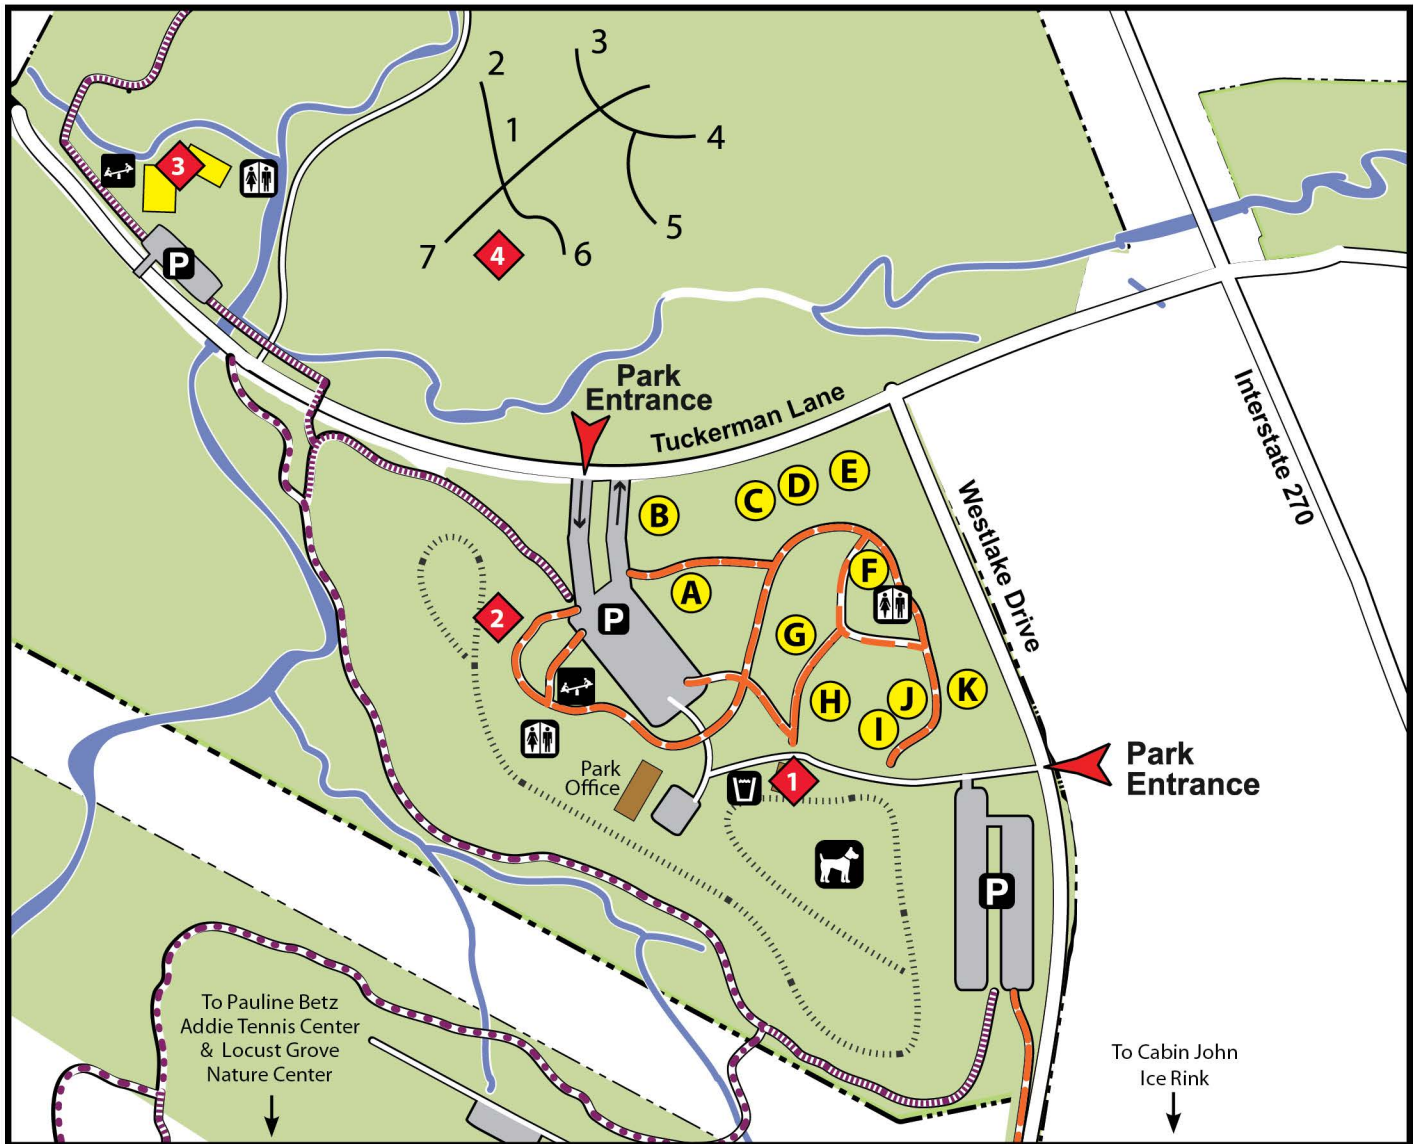 2
3
1
4
3
5
7
4
6
P
Park
Entrance
Tuckerman Lane
Interstate 270
Westlake Drive
B
C
D
E
A
F
2
P
G
H
J
K
I
Park
Office
1
Park
Entrance
P
To Pauline Betz
Addie Tennis Center
& Locust Grove
Nature Center
To Cabin John
Ice Rink